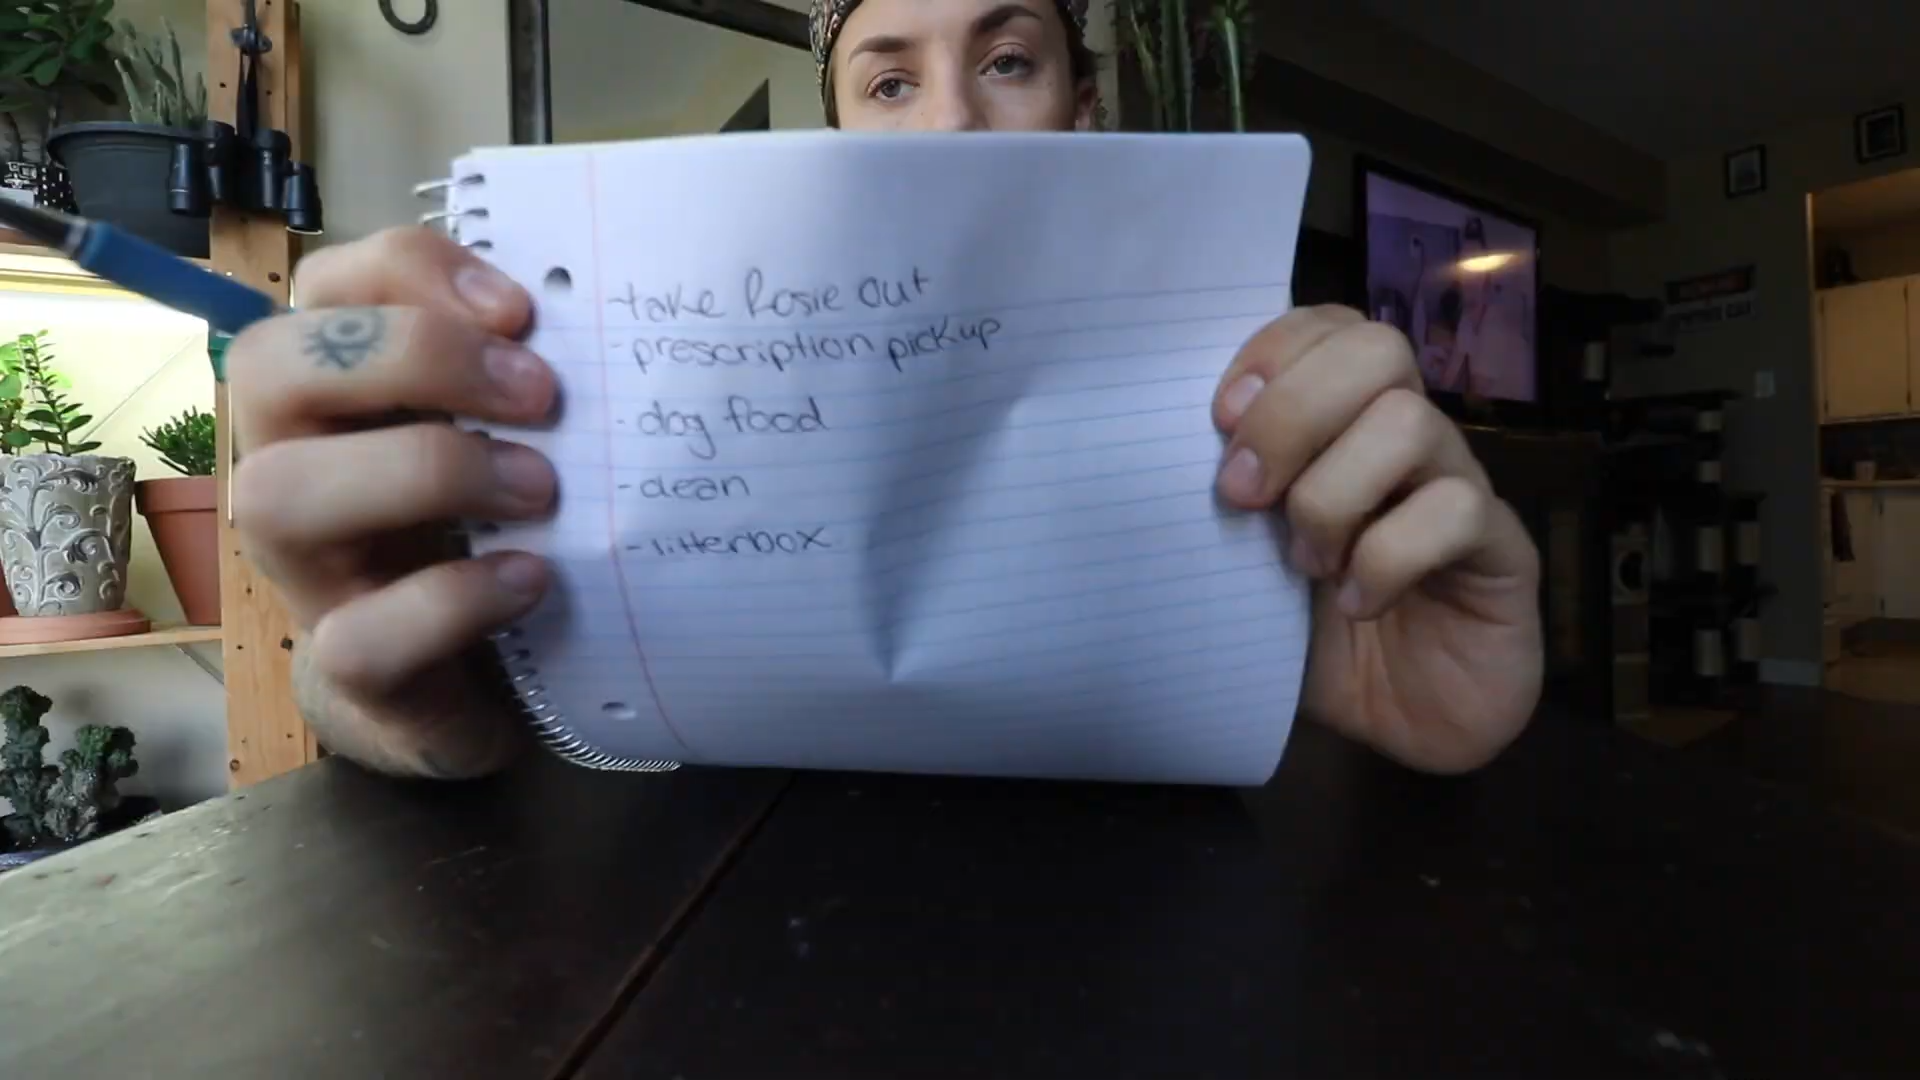 -take Rosie out
-prescription pickup
-dog food
-clean
-litterbox